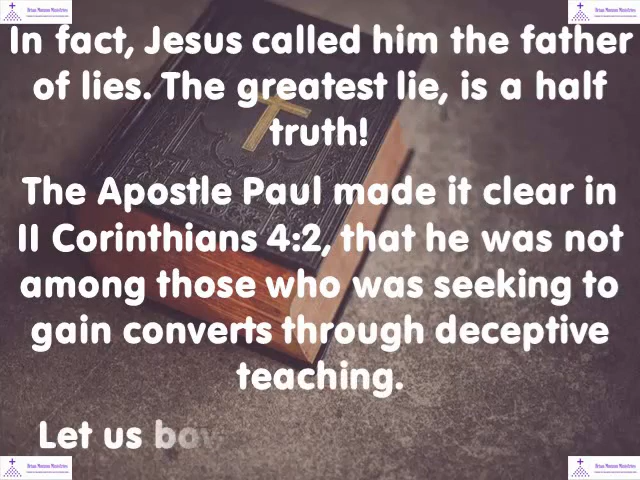 In fact, Jesus called him the father
of lies. The greatest lie, is a half
truth!
The Apostle Paul made it clear in
II Corinthians 4:2, that he was not
among those who was seeking to
gain converts through deceptive
teaching.
Let us